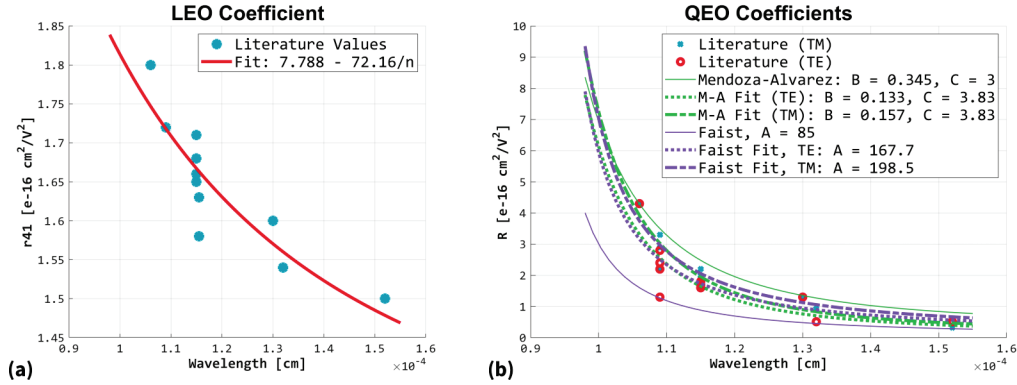 LEO Coefficient
1.85
1.8
1.75
1.7
1.65
1.6
1.55
1.5
1.45
r41 [e-16 cm²/V²]
Literature Values
Fit: 7.788 - 72.16/n
0.9
1
1.1
1.2
1.3
1.4
1.5
1.6
Wavelength [cm]
×10⁻⁴
(a)
QEO Coefficients
10
9
8
7
6
5
4
3
2
1
0
R [e-16 cm²/V²]
Literature (TM)
Literature (TE)
Mendoza-Alvarez: B = 0.345, C = 3
M-A Fit (TE): B = 0.133, C = 3.83
M-A Fit (TM): B = 0.157, C = 3.83
Faist, A = 85
Faist Fit, TE: A = 167.7
Faist Fit, TM: A = 198.5
0.9
1
1.1
1.2
1.3
1.4
1.5
1.6
Wavelength [cm]
×10⁻⁴
(b)